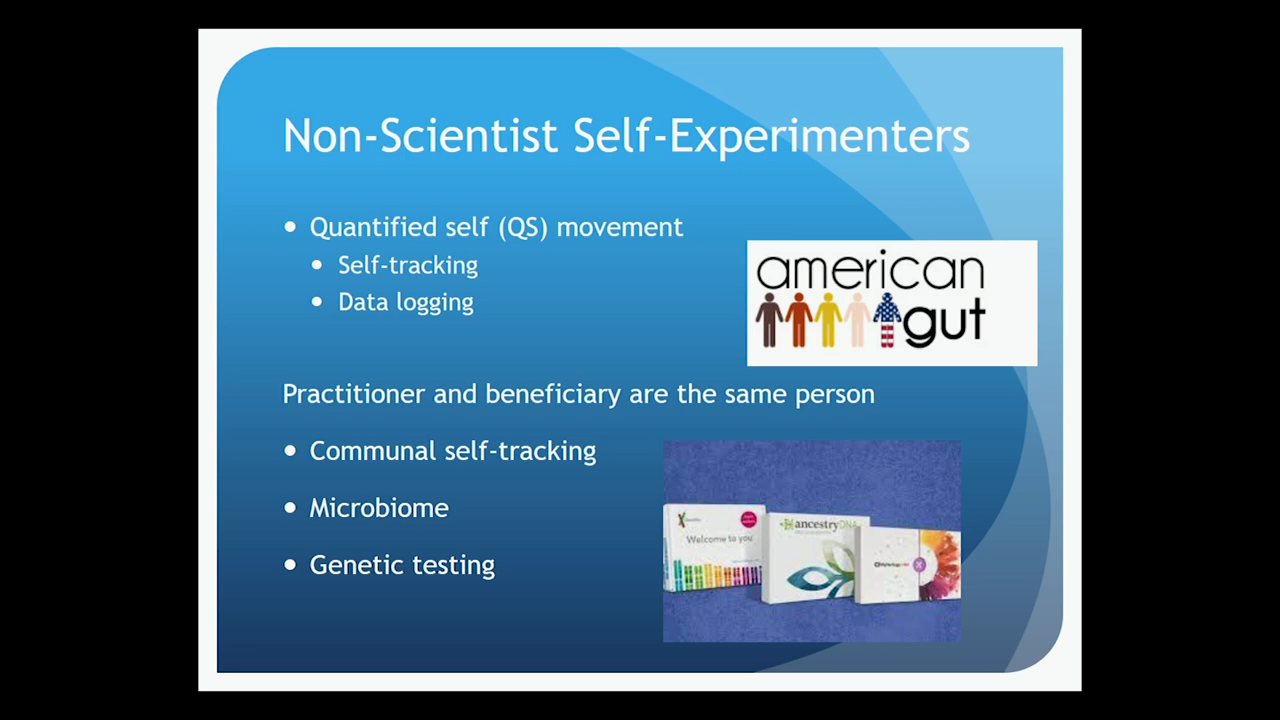 Non-Scientist Self-Experimenters
• Quantified self (QS) movement
• Self-tracking
• Data logging
american
gut
Practitioner and beneficiary are the same person
• Communal self-tracking
• Microbiome
• Genetic testing
Welcome to you
ancestryDNA